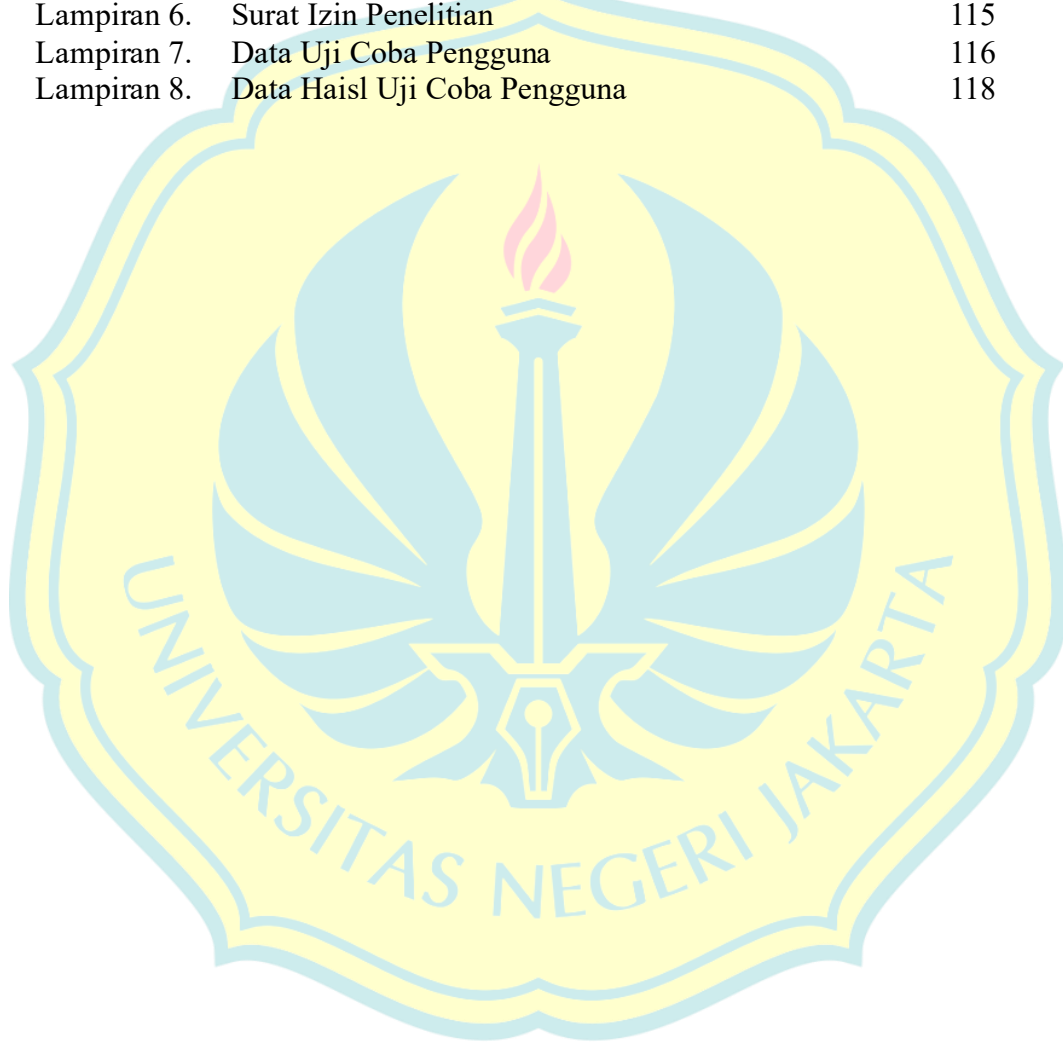 Lampiran 6. Surat Izin Penelitian 115
Lampiran 7. Data Uji Coba Pengguna 116
Lampiran 8. Data Haisl Uji Coba Pengguna 118
UNIVERSITAS NEGERI JAKARTA